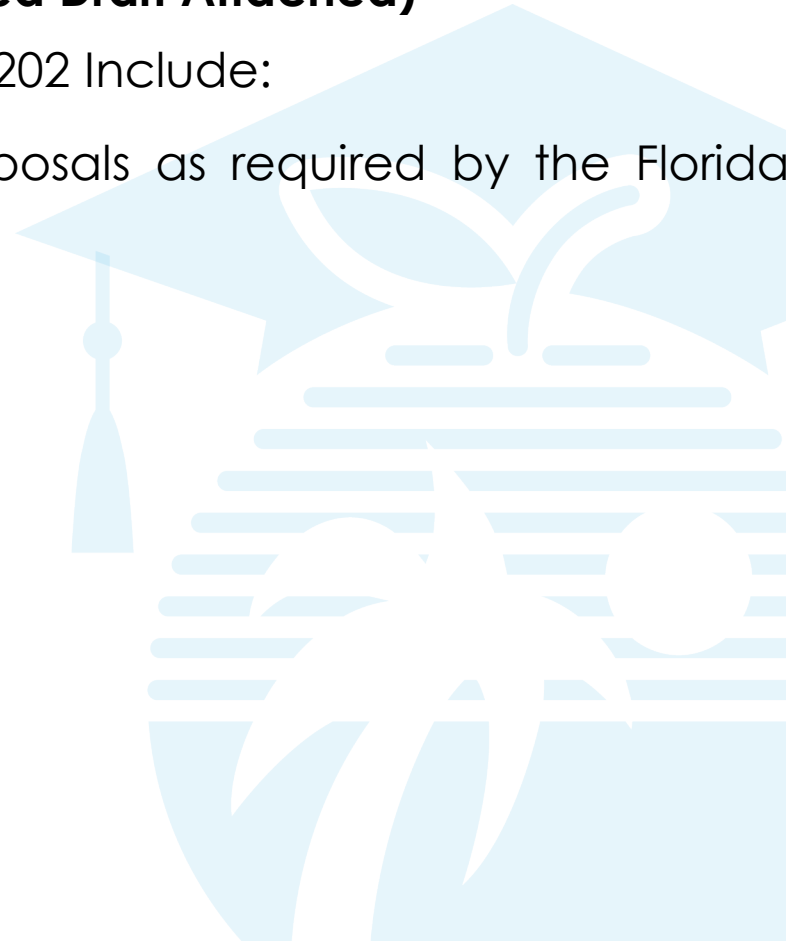 Draft Attached)
202 Include:
posals as required by the Florida